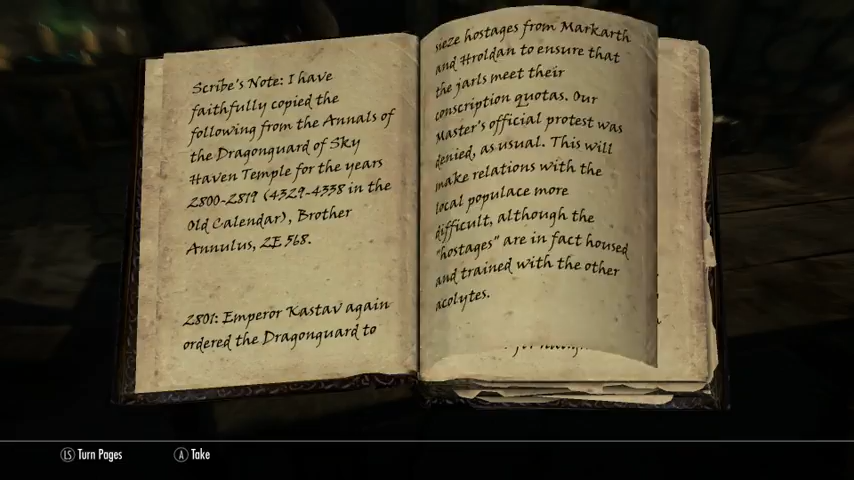 Scribe's Note: I have
faithfully copied the
following from the Annals of
the Dragonguard of Sky
Haven Temple for the years
2800-2819 (4329-4358 in the
Old Calendar), Brother
Annulus, 2E 568.
2801: Emperor Kastav again
ordered the Dragonguard to
sieze hostages from Markarth
and Hroldan to ensure that
the jarls meet their
conscription quotas. Our
Master's official protest was
denied, as usual. This will
make relations with the
local populace more
difficult, although the
"hostages" are in fact housed
and trained with the other
acolytes.
LS Turn Pages
A Take